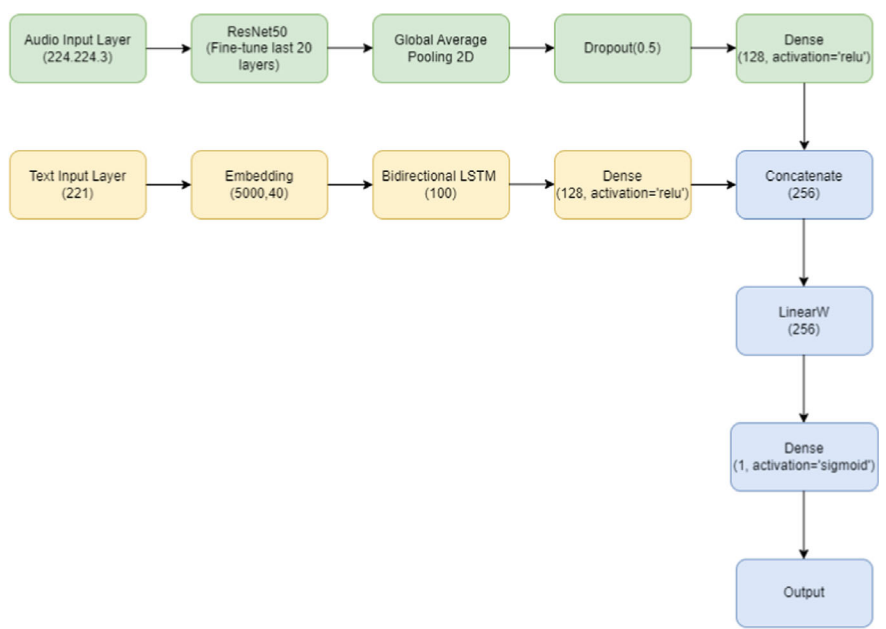 Audio Input Layer
(224.224.3)
ResNet50
(Fine-tune last 20
layers)
Global Average
Pooling 2D
Dropout(0.5)
Dense
(128, activation='relu')
Text Input Layer
(221)
Embedding
(5000,40)
Bidirectional LSTM
(100)
Dense
(128, activation='relu')
Concatenate
(256)
LinearW
(256)
Dense
(1, activation='sigmoid')
Output